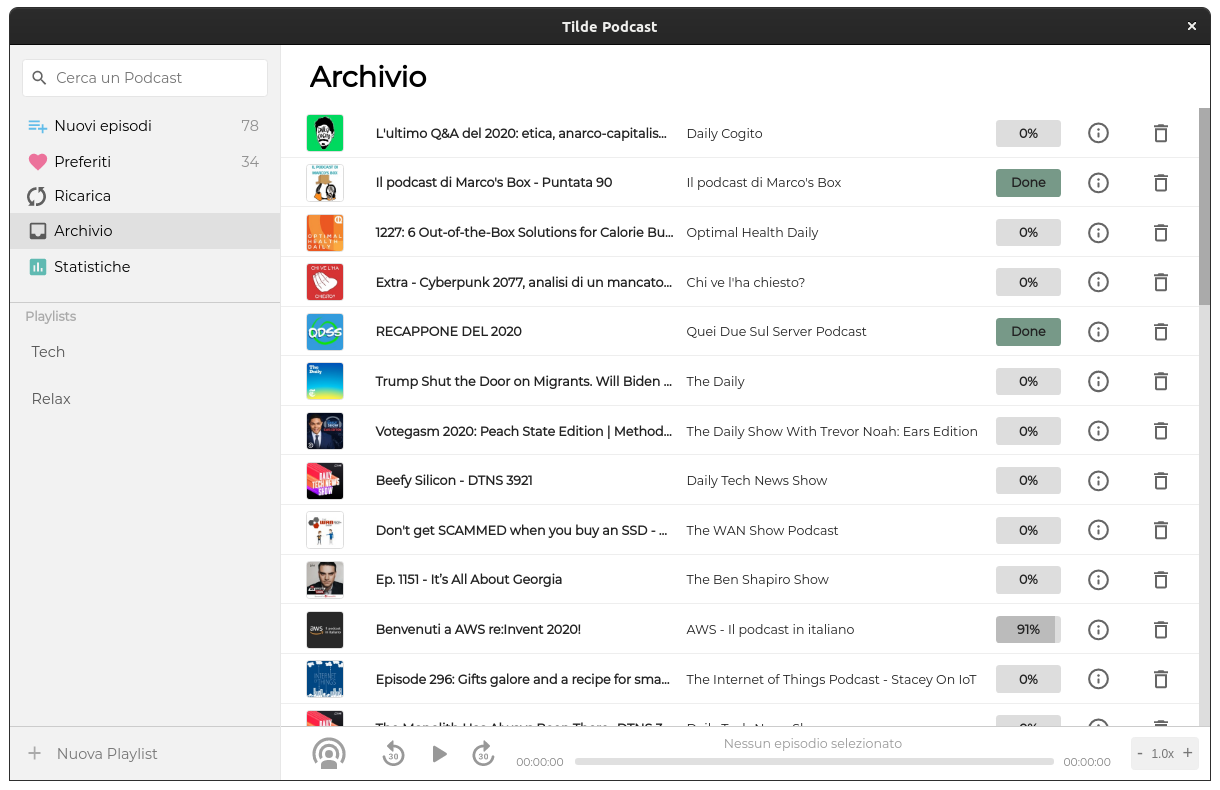 Tilde Podcast
Cerca un Podcast
Nuovi episodi 78
Preferiti 34
Ricarica
Archivio
Statistiche
Playlists
Tech
Relax
Nuova Playlist
Archivio
L'ultimo Q&A del 2020: etica, anarco-capitalis... Daily Cogito 0%
Il podcast di Marco's Box - Puntata 90 Il podcast di Marco's Box Done
1227: 6 Out-of-the-Box Solutions for Calorie Bu... Optimal Health Daily 0%
Extra - Cyberpunk 2077, analisi di un mancato... Chi ve l'ha chiesto? 0%
RECAPPONE DEL 2020 Quei Due Sul Server Podcast Done
Trump Shut the Door on Migrants. Will Biden ... The Daily 0%
Votegasm 2020: Peach State Edition | Method... The Daily Show With Trevor Noah: Ears Edition 0%
Beefy Silicon - DTNS 3921 Daily Tech News Show 0%
Don't get SCAMMED when you buy an SSD - ... The WAN Show Podcast 0%
Ep. 1151 - It's All About Georgia The Ben Shapiro Show 0%
Benvenuti a AWS re:Invent 2020! AWS - Il podcast in italiano 91%
Episode 296: Gifts galore and a recipe for sma... The Internet of Things Podcast - Stacey On IoT 0%
30
30
00:00:00
Nessun episodio selezionato
00:00:00
- 1.0x +